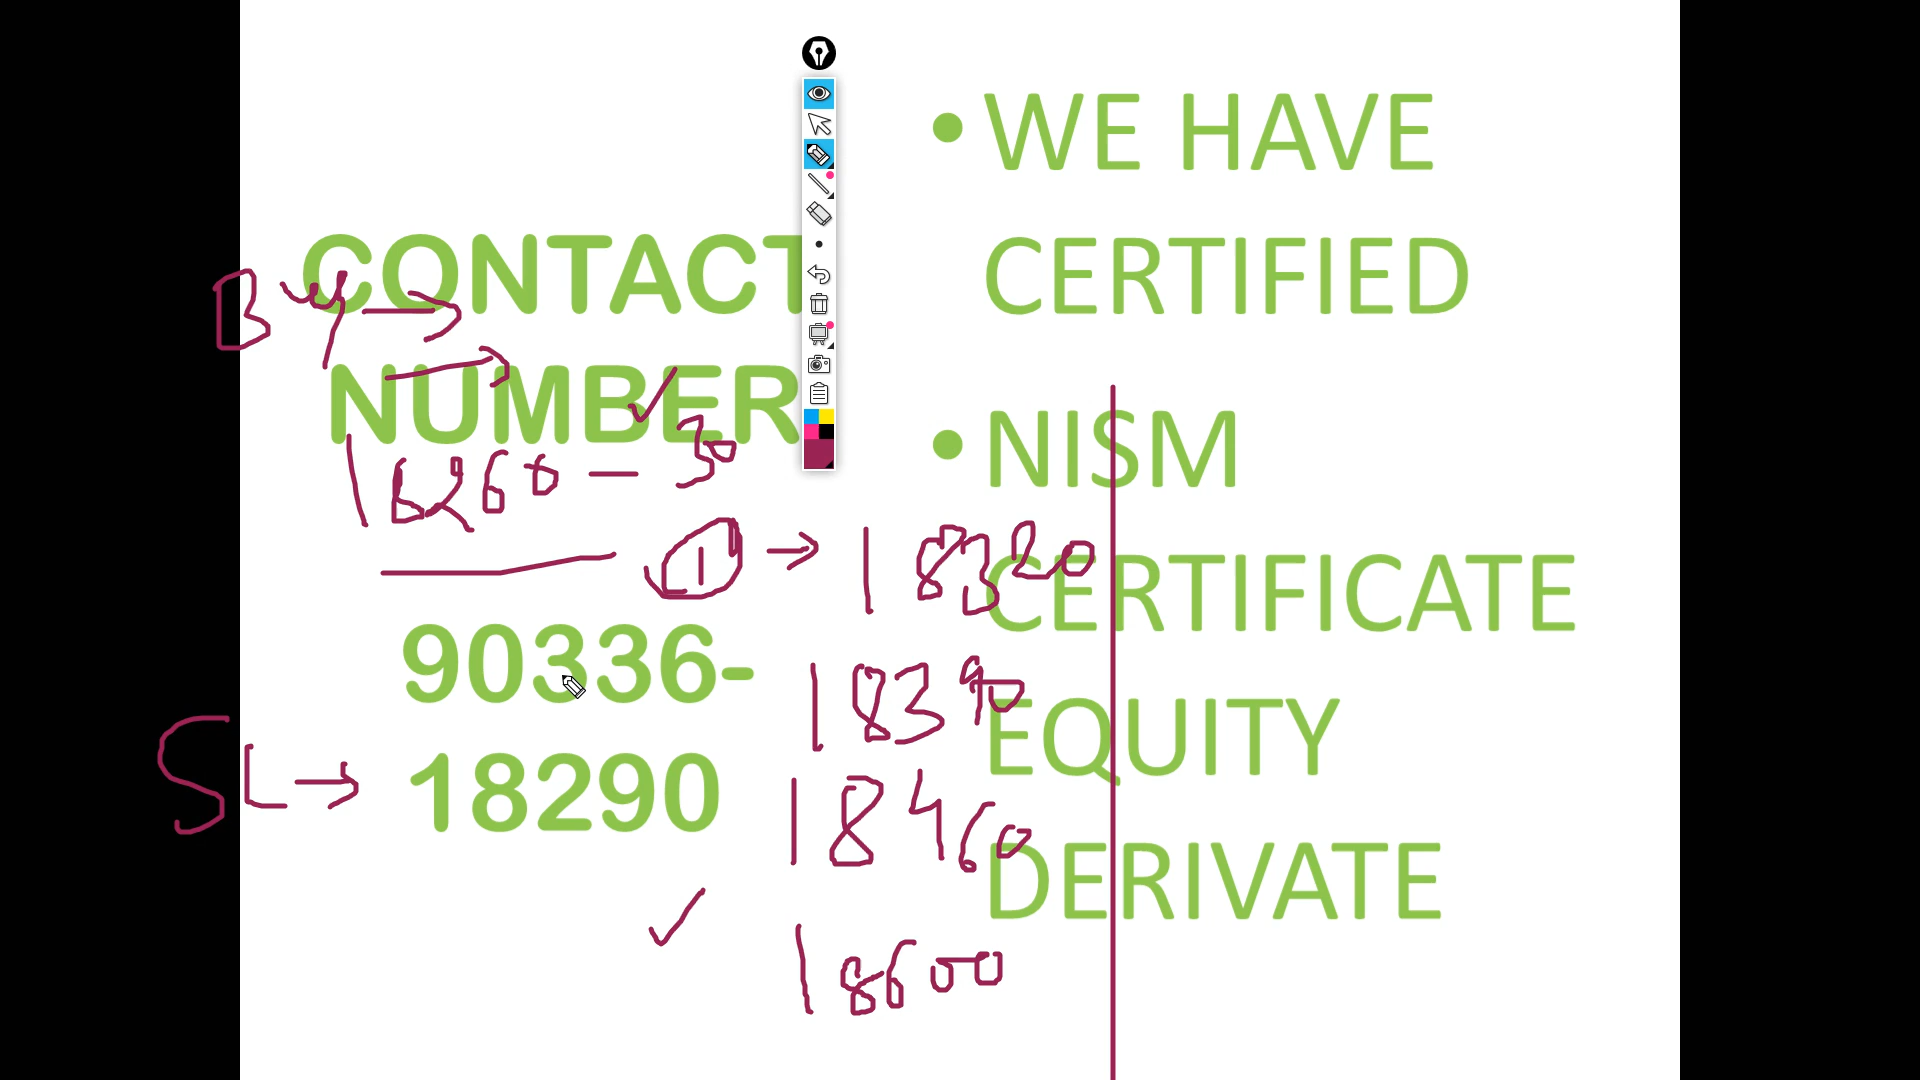 CONTACT
NUMBER
90336-
18290
• WE HAVE
CERTIFIED
• NISM
CERTIFICATE
EQUITY
DERIVATE
Buy →
18260 – 30
1 → 18320
18390
18460
18600
SL →